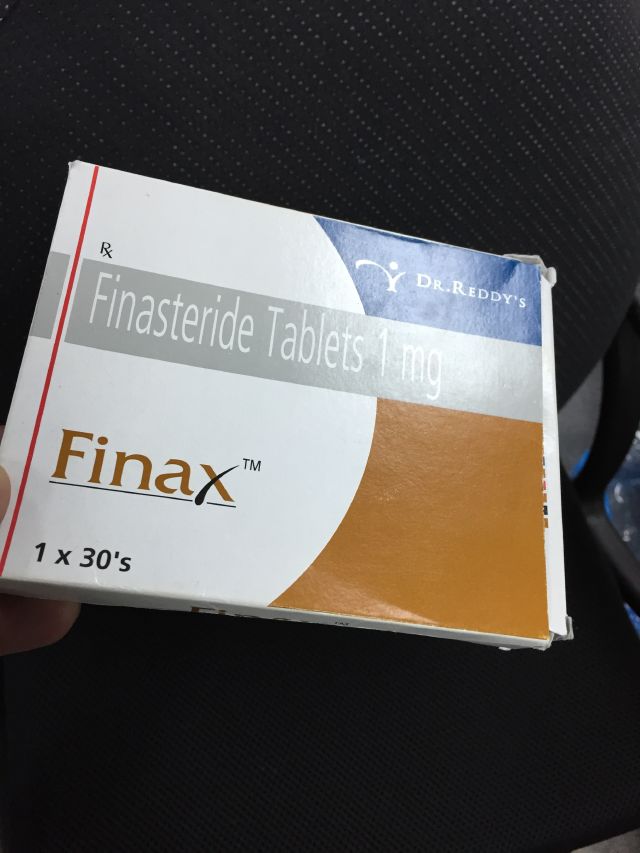 ℞
Finasteride Tablets 1 mg
DR.REDDY'S
Finax™
1 x 30's